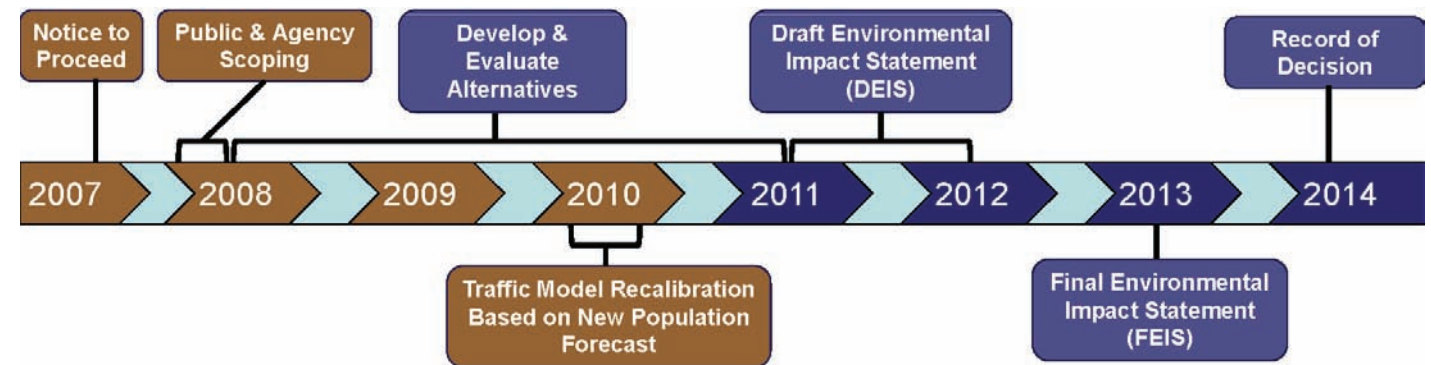 Notice to
Proceed
Public & Agency
Scoping
Develop &
Evaluate
Alternatives
Draft Environmental
Impact Statement
(DEIS)
Record of
Decision
2007
2008
2009
2010
2011
2012
2013
2014
Traffic Model Recalibration
Based on New Population
Forecast
Final Environmental
Impact Statement
(FEIS)